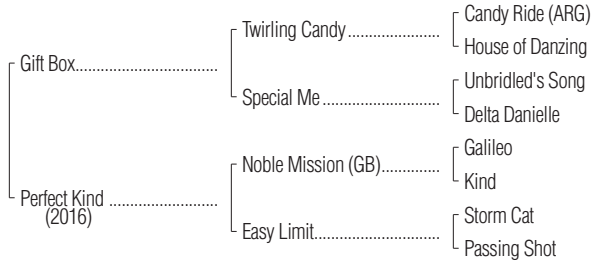 Candy Ride (ARG)
Twirling Candy....................
House of Danzing
Gift Box...............................
Unbridled's Song
Special Me.........................
Delta Danielle
Galileo
Noble Mission (GB).............
Kind
Perfect Kind .......................
(2016)
Storm Cat
Easy Limit...........................
Passing Shot